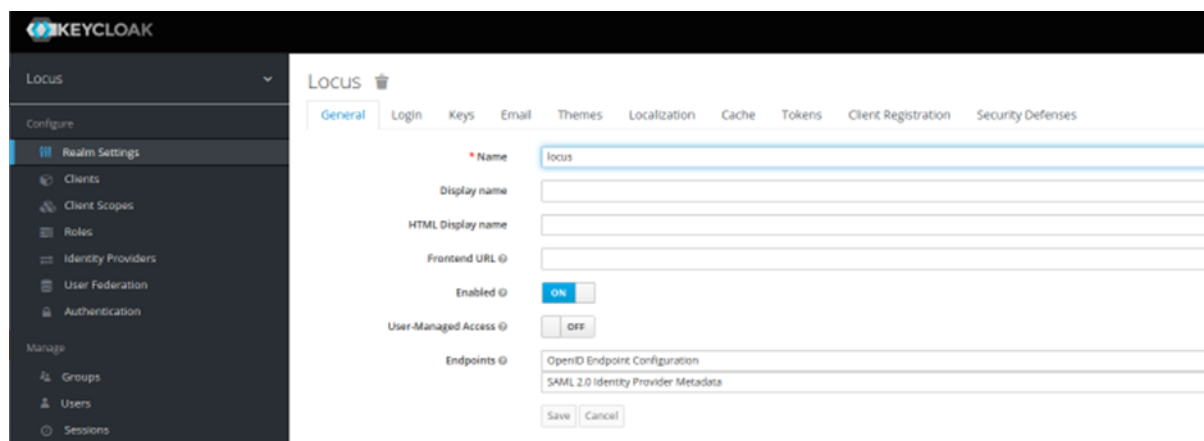 KEYCLOAK
Locus
Configure
Realm Settings
Clients
Client Scopes
Roles
Identity Providers
User Federation
Authentication
Manage
Groups
Users
Sessions
Locus
General Login Keys Email Themes Localization Cache Tokens Client Registration Security Defenses
* Name locus
Display name
HTML Display name
Frontend URL
Enabled ON
User-Managed Access OFF
Endpoints OpenID Endpoint Configuration
SAML 2.0 Identity Provider Metadata
Save Cancel